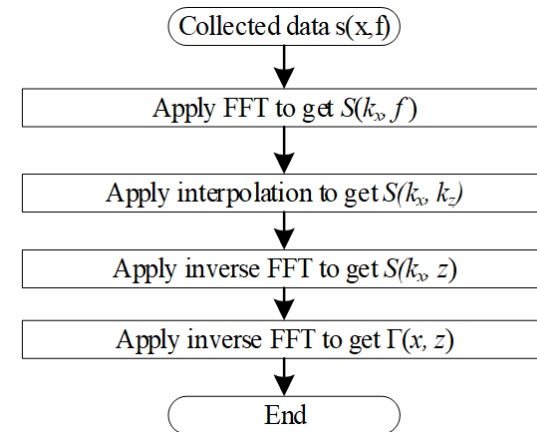 Collected data s(x,f)
Apply FFT to get S(kₓ, f)
Apply interpolation to get S(kₓ, k_z)
Apply inverse FFT to get S(kₓ, z)
Apply inverse FFT to get Γ(x, z)
End